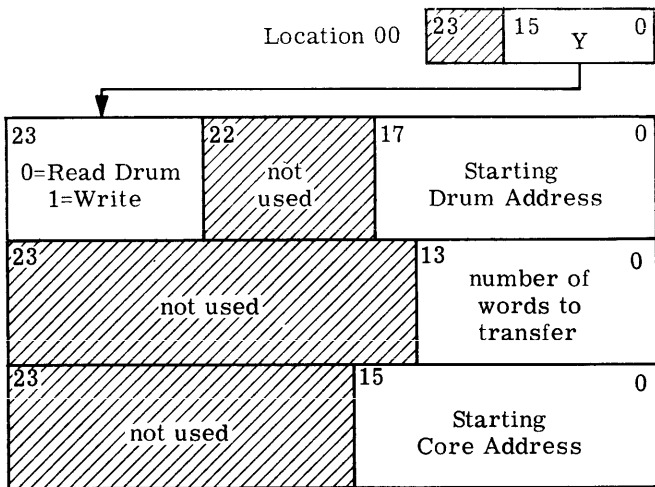 Location 00
23 15 Y 0
23 22 17 0
0=Read Drum
1=Write
not
used
Starting
Drum Address
23 13 0
not used
number of
words to
transfer
23 15 0
not used
Starting
Core Address